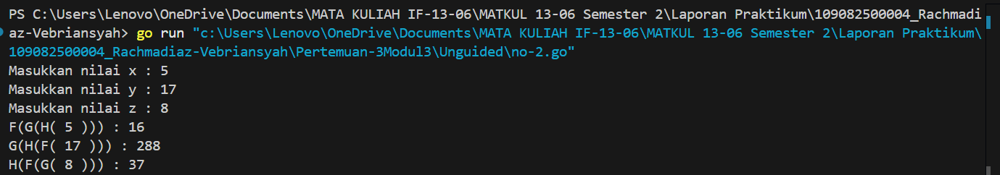 PS C:\Users\Lenovo\OneDrive\Documents\MATA KULIAH IF-13-06\MATKUL 13-06 Semester 2\Laporan Praktikum\109082500004_Rachmadi
az-Vebriansyah> go run "c:\Users\Lenovo\OneDrive\Documents\MATA KULIAH IF-13-06\MATKUL 13-06 Semester 2\Laporan Praktikum\
109082500004_Rachmadiaz-Vebriansyah\Pertemuan-3Modul3\Unguided\no-2.go"
Masukkan nilai x : 5
Masukkan nilai y : 17
Masukkan nilai z : 8
F(G(H( 5 ))) : 16
G(H(F( 17 ))) : 288
H(F(G( 8 ))) : 37